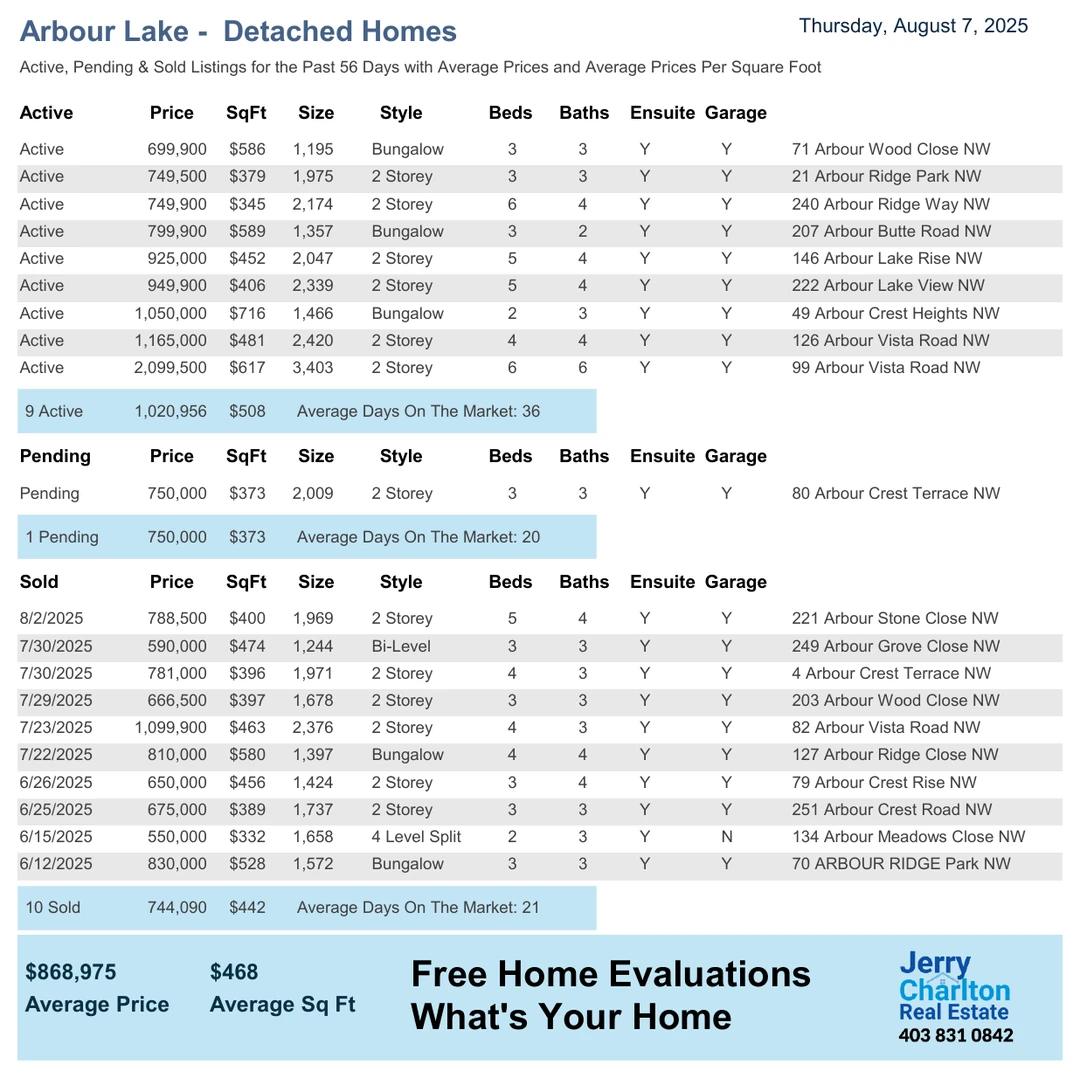 Arbour Lake - Detached Homes
Thursday, August 7, 2025
Active, Pending & Sold Listings for the Past 56 Days with Average Prices and Average Prices Per Square Foot
Active Price SqFt Size Style Beds Baths Ensuite Garage
Active 699,900 $586 1,195 Bungalow 3 3 Y Y 71 Arbour Wood Close NW
Active 749,500 $379 1,975 2 Storey 3 3 Y Y 21 Arbour Ridge Park NW
Active 749,900 $345 2,174 2 Storey 6 4 Y Y 240 Arbour Ridge Way NW
Active 799,900 $589 1,357 Bungalow 3 2 Y Y 207 Arbour Butte Road NW
Active 925,000 $452 2,047 2 Storey 5 4 Y Y 146 Arbour Lake Rise NW
Active 949,900 $406 2,339 2 Storey 5 4 Y Y 222 Arbour Lake View NW
Active 1,050,000 $716 1,466 Bungalow 2 3 Y Y 49 Arbour Crest Heights NW
Active 1,165,000 $481 2,420 2 Storey 4 4 Y Y 126 Arbour Vista Road NW
Active 2,099,500 $617 3,403 2 Storey 6 6 Y Y 99 Arbour Vista Road NW
9 Active 1,020,956 $508 Average Days On The Market: 36
Pending Price SqFt Size Style Beds Baths Ensuite Garage
Pending 750,000 $373 2,009 2 Storey 3 3 Y Y 80 Arbour Crest Terrace NW
1 Pending 750,000 $373 Average Days On The Market: 20
Sold Price SqFt Size Style Beds Baths Ensuite Garage
8/2/2025 788,500 $400 1,969 2 Storey 5 4 Y Y 221 Arbour Stone Close NW
7/30/2025 590,000 $474 1,244 Bi-Level 3 3 Y Y 249 Arbour Grove Close NW
7/30/2025 781,000 $396 1,971 2 Storey 4 3 Y Y 4 Arbour Crest Terrace NW
7/29/2025 666,500 $397 1,678 2 Storey 3 3 Y Y 203 Arbour Wood Close NW
7/23/2025 1,099,900 $463 2,376 2 Storey 4 3 Y Y 82 Arbour Vista Road NW
7/22/2025 810,000 $580 1,397 Bungalow 4 4 Y Y 127 Arbour Ridge Close NW
6/26/2025 650,000 $456 1,424 2 Storey 3 4 Y Y 79 Arbour Crest Rise NW
6/25/2025 675,000 $389 1,737 2 Storey 3 3 Y Y 251 Arbour Crest Road NW
6/15/2025 550,000 $332 1,658 4 Level Split 2 3 Y N 134 Arbour Meadows Close NW
6/12/2025 830,000 $528 1,572 Bungalow 3 3 Y Y 70 ARBOUR RIDGE Park NW
10 Sold 744,090 $442 Average Days On The Market: 21
$868,975 $468
Average Price Average Sq Ft
Free Home Evaluations
What's Your Home
Jerry
Charlton
Real Estate
403 831 0842